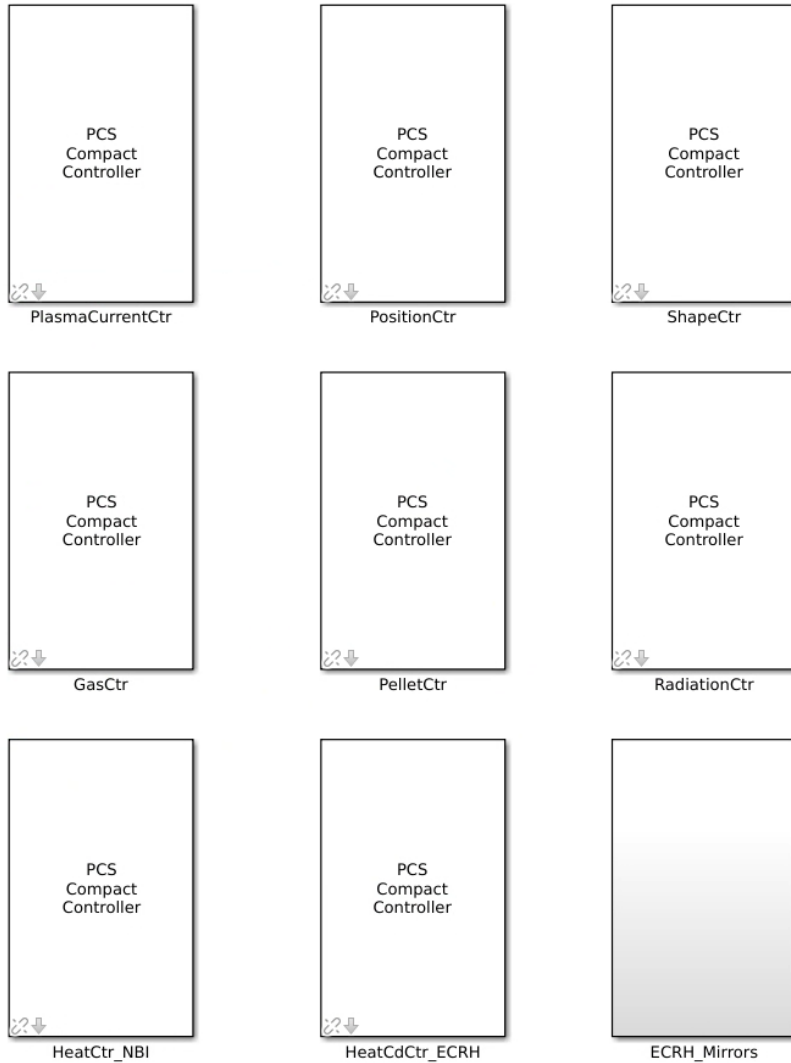 PCS
Compact
Controller
PlasmaCurrentCtr
PCS
Compact
Controller
PositionCtr
PCS
Compact
Controller
ShapeCtr
PCS
Compact
Controller
GasCtr
PCS
Compact
Controller
PelletCtr
PCS
Compact
Controller
RadiationCtr
PCS
Compact
Controller
HeatCtr_NBI
PCS
Compact
Controller
HeatCdCtr_ECRH
ECRH_Mirrors